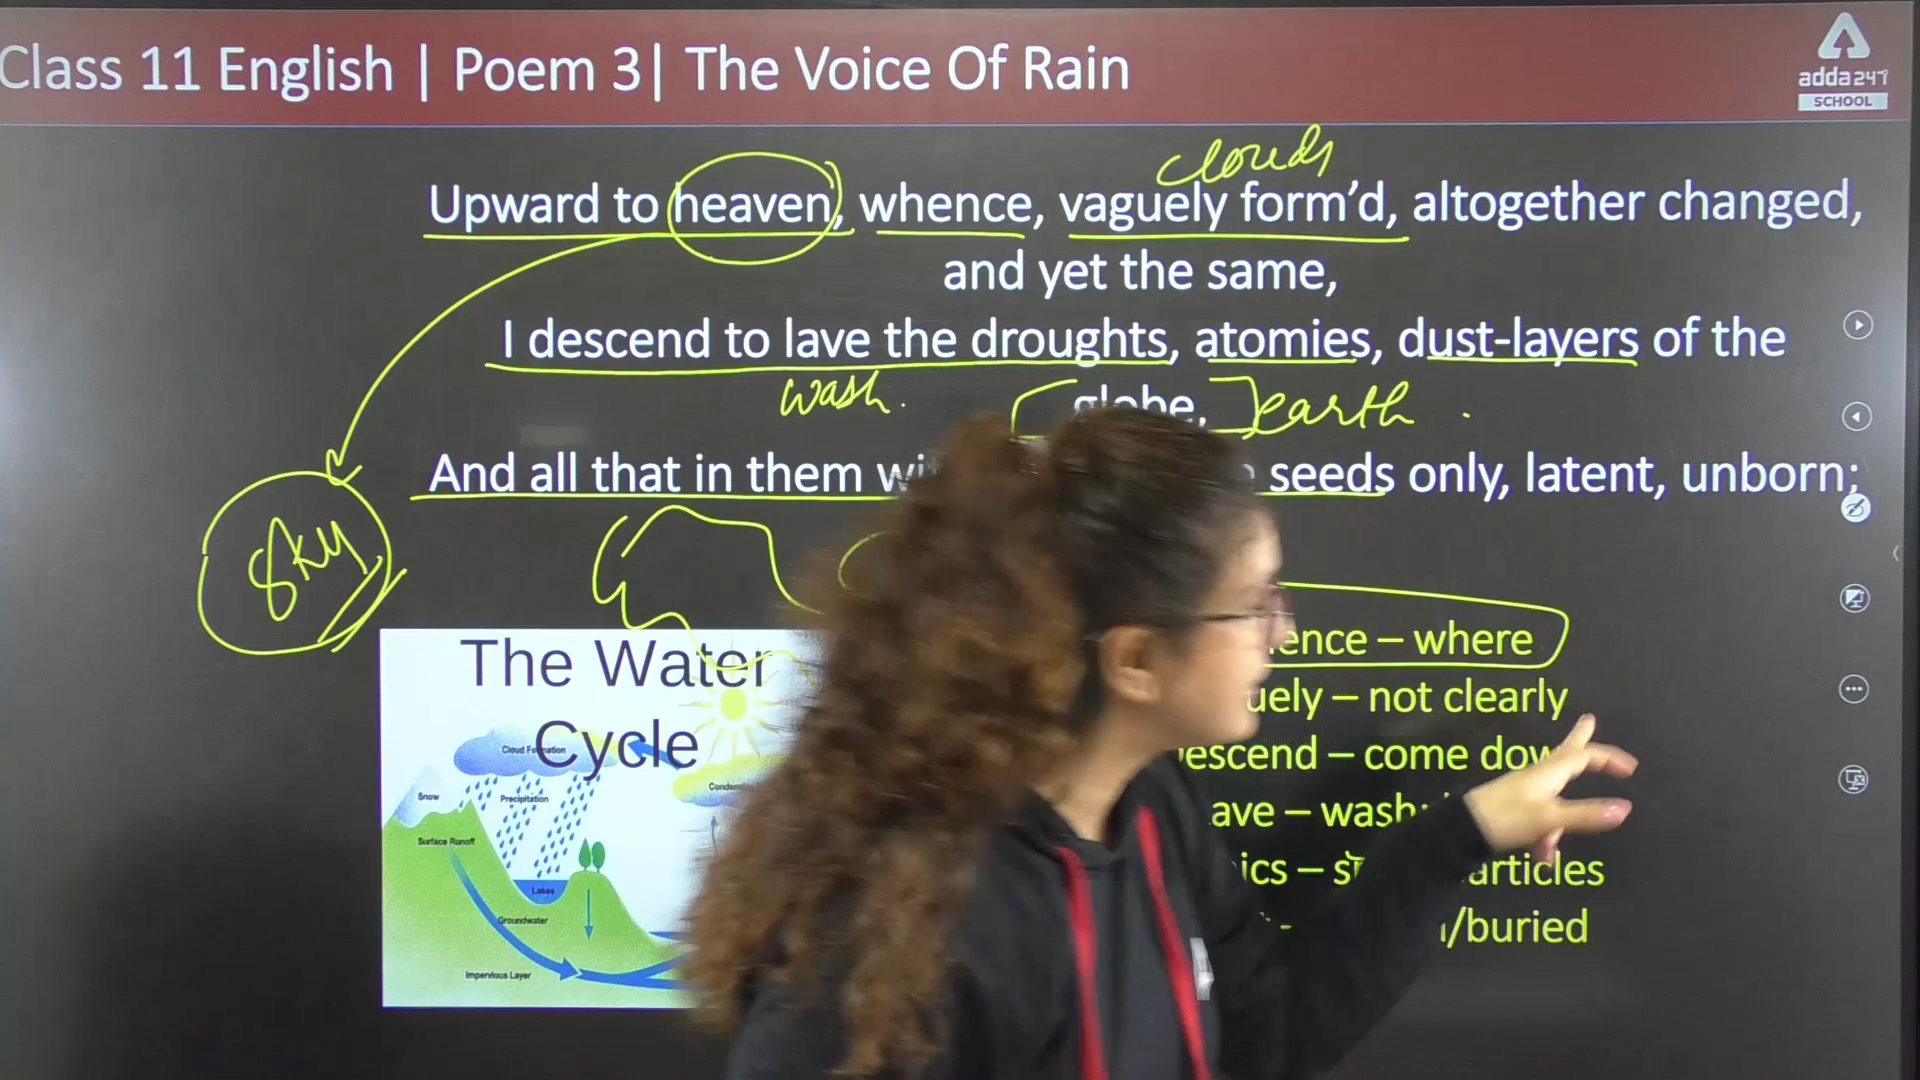 Class 11 English | Poem 3| The Voice Of Rain
adda247
SCHOOL
clouds
Upward to heaven, whence, vaguely form'd, altogether changed,
and yet the same,
I descend to lave the droughts, atomies, dust-layers of the
wash.
globe,
earth
And all that in them seeds only, latent, unborn;
sky
The Water
Cycle
Cloud Formation
Snow
Precipitation
Surface Runoff
Lakes
Groundwater
Impervious Layer
ence – where
uely – not clearly
escend – come dow
ave – wash;
ics – articles
/buried